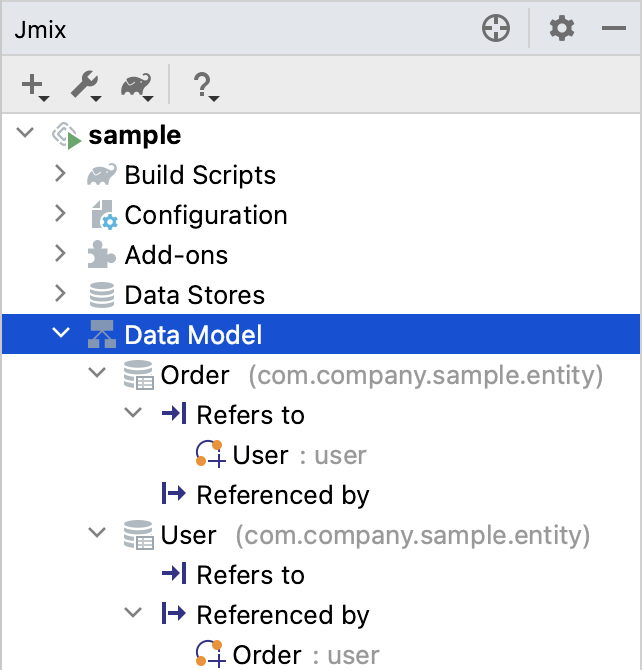 Jmix
?
sample
Build Scripts
Configuration
Add-ons
Data Stores
Data Model
Order (com.company.sample.entity)
Refers to
User : user
Referenced by
User (com.company.sample.entity)
Refers to
Referenced by
Order : user